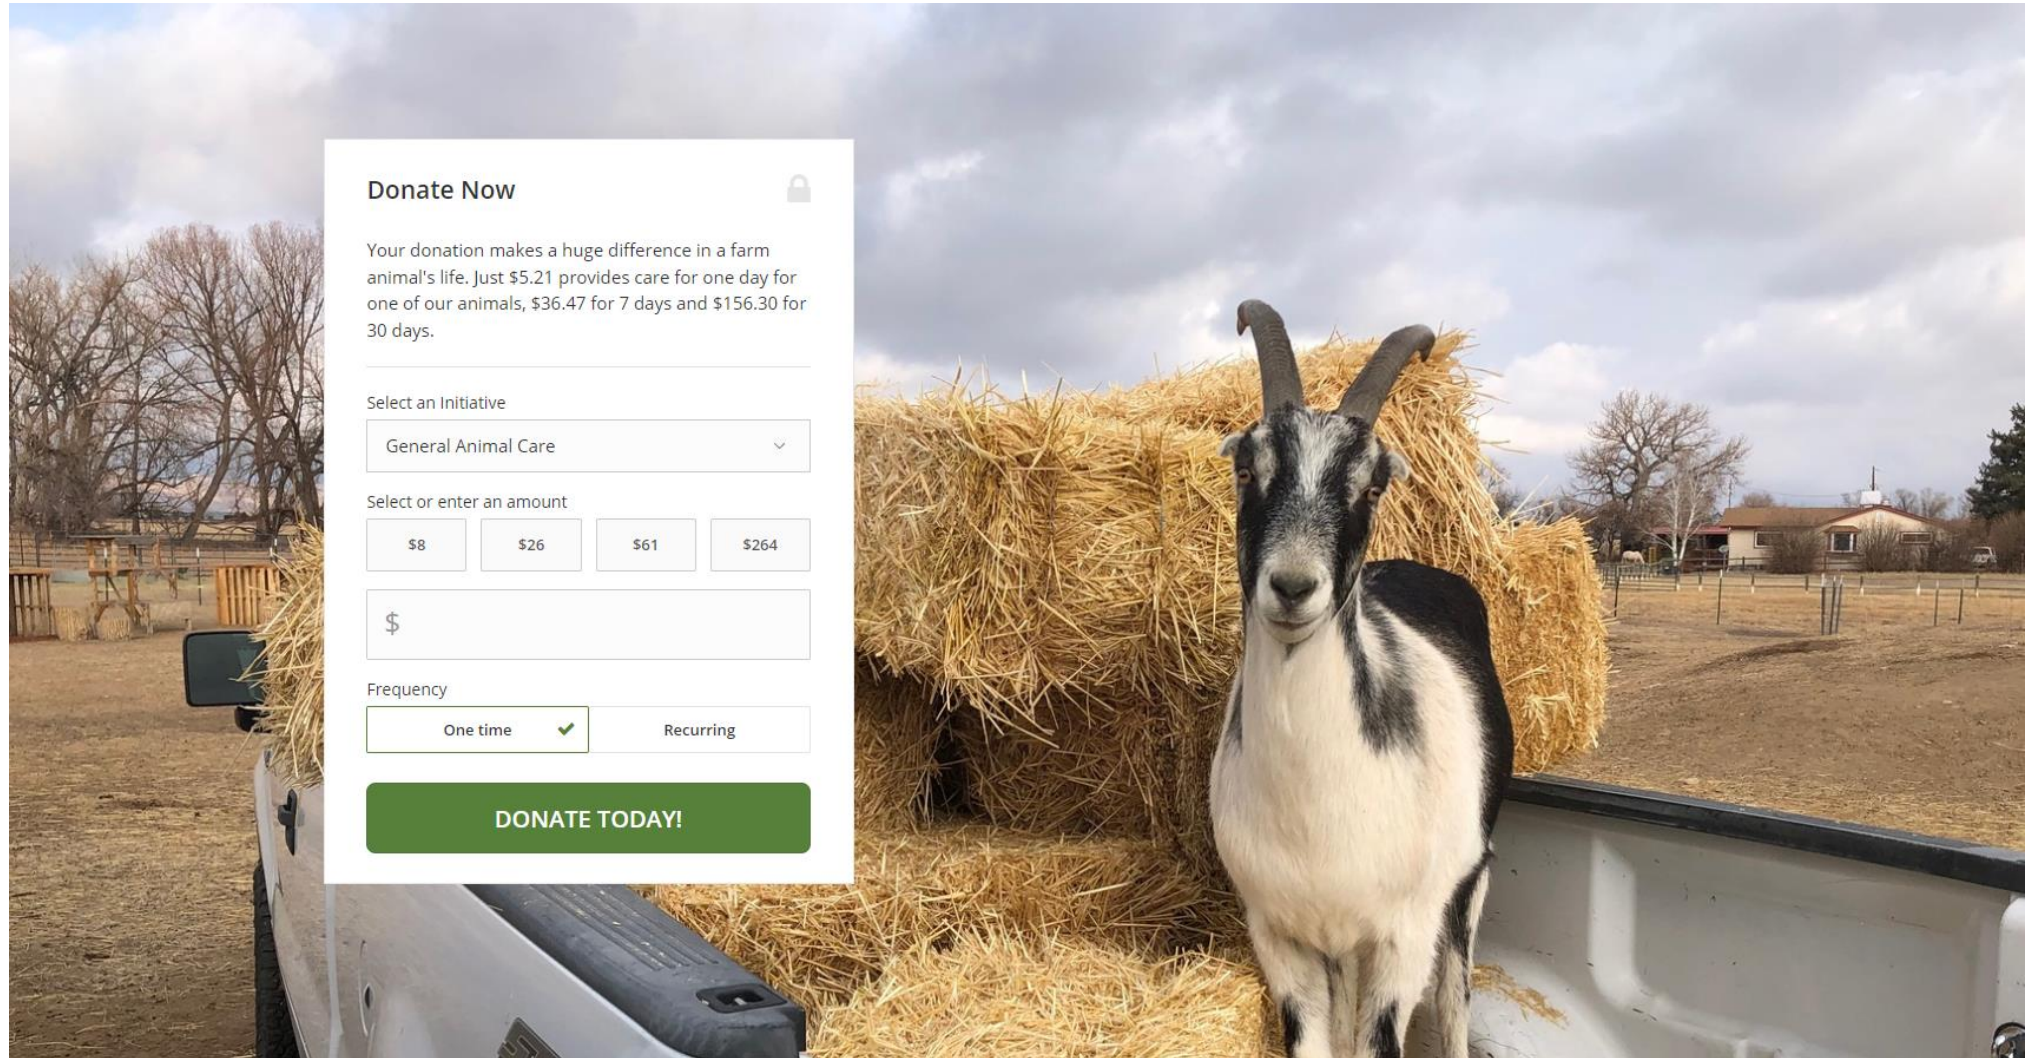 Donate Now
Your donation makes a huge difference in a farm
animal's life. Just $5.21 provides care for one day for
one of our animals, $36.47 for 7 days and $156.30 for
30 days.
Select an Initiative
General Animal Care
Select or enter an amount
$8 $26 $61 $264
$
Frequency
One time Recurring
DONATE TODAY!